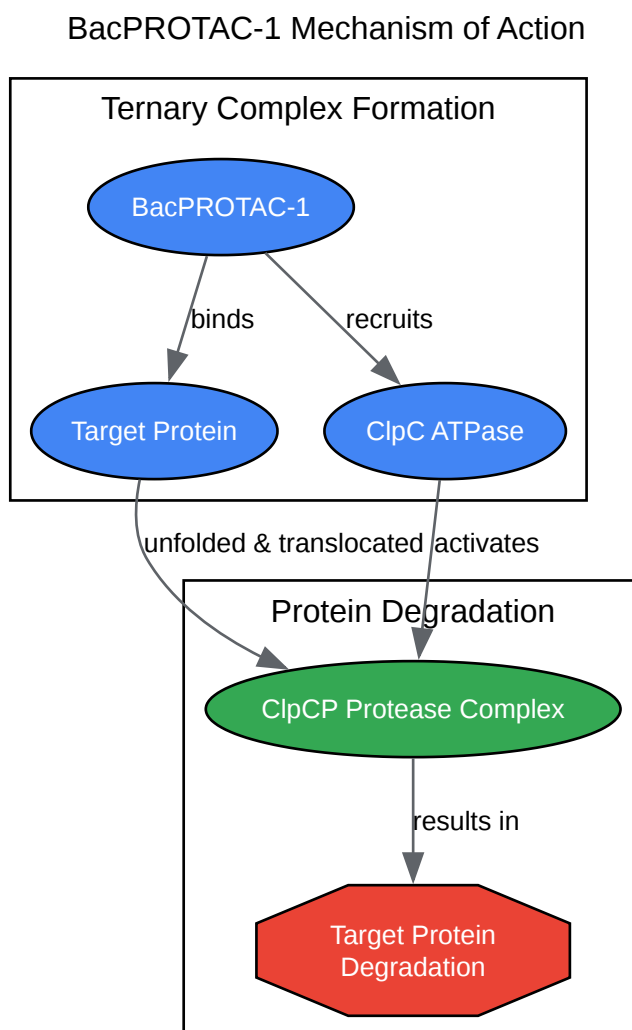 BacPROTAC-1 Mechanism of Action
Ternary Complex Formation
BacPROTAC-1
binds
recruits
Target Protein
ClpC ATPase
unfolded & translocated
activates
Protein Degradation
ClpCP Protease Complex
results in
Target Protein
Degradation